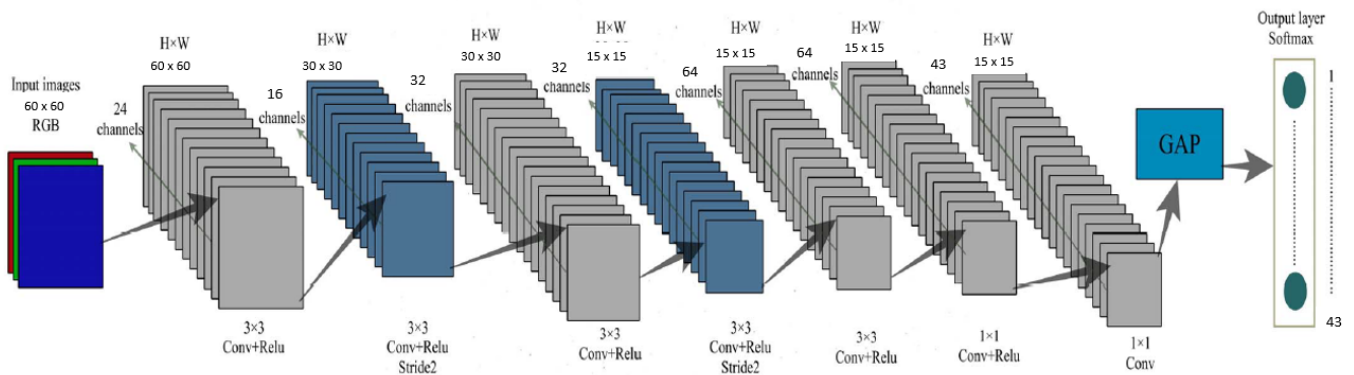 Input images
60 x 60
RGB
24
channels
H×W
60 x 60
3×3
Conv+Relu
16
channels
H×W
30 x 30
3×3
Conv+Relu
Stride2
32
channels
H×W
30 x 30
3×3
Conv+Relu
32
channels
H×W
15 x 15
3×3
Conv+Relu
Stride2
64
channels
H×W
15 x 15
3×3
Conv+Relu
64
channels
H×W
15 x 15
1×1
Conv+Relu
43
channels
H×W
15 x 15
1×1
Conv
GAP
Output layer
Softmax
1
43